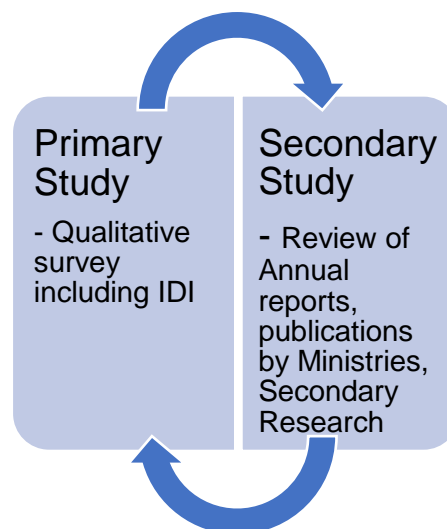 Primary
Study
- Qualitative
survey
including IDI
Secondary
Study
- Review of
Annual
reports,
publications
by Ministries,
Secondary
Research